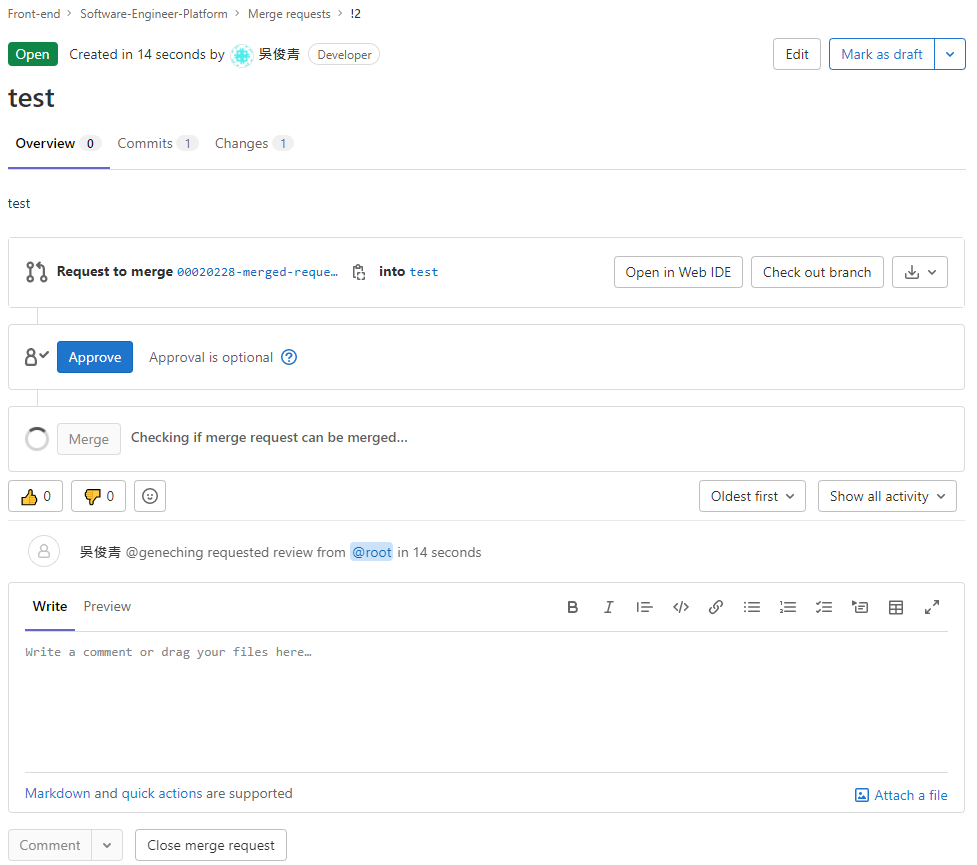 Front-end › Software-Engineer-Platform › Merge requests › !2
Open Created in 14 seconds by 吳俊青 Developer Edit Mark as draft
test
Overview 0 Commits 1 Changes 1
test
Request to merge 00020228-merged-reque… into test Open in Web IDE Check out branch
Approve Approval is optional
Merge Checking if merge request can be merged...
0 0 Oldest first Show all activity
吳俊青 @geneching requested review from @root in 14 seconds
Write Preview
Write a comment or drag your files here…
Markdown and quick actions are supported Attach a file
Comment Close merge request